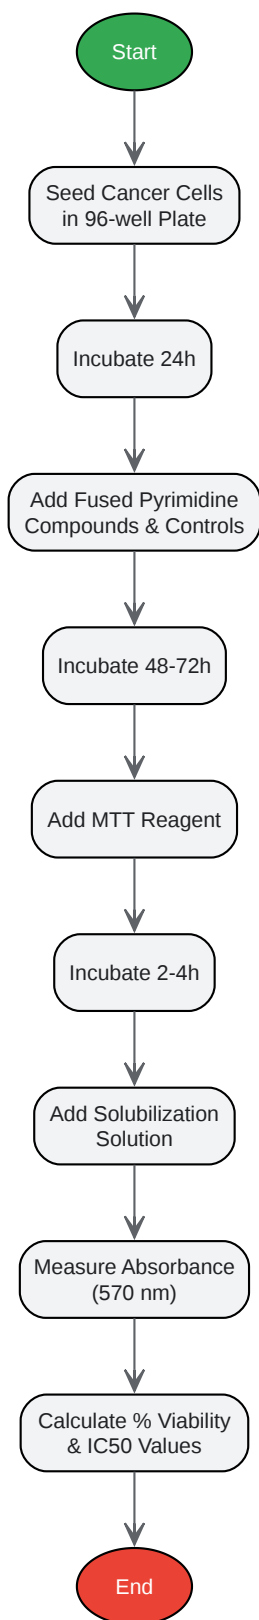 Start
Seed Cancer Cells
in 96-well Plate
Incubate 24h
Add Fused Pyrimidine
Compounds & Controls
Incubate 48-72h
Add MTT Reagent
Incubate 2-4h
Add Solubilization
Solution
Measure Absorbance
(570 nm)
Calculate % Viability
& IC50 Values
End